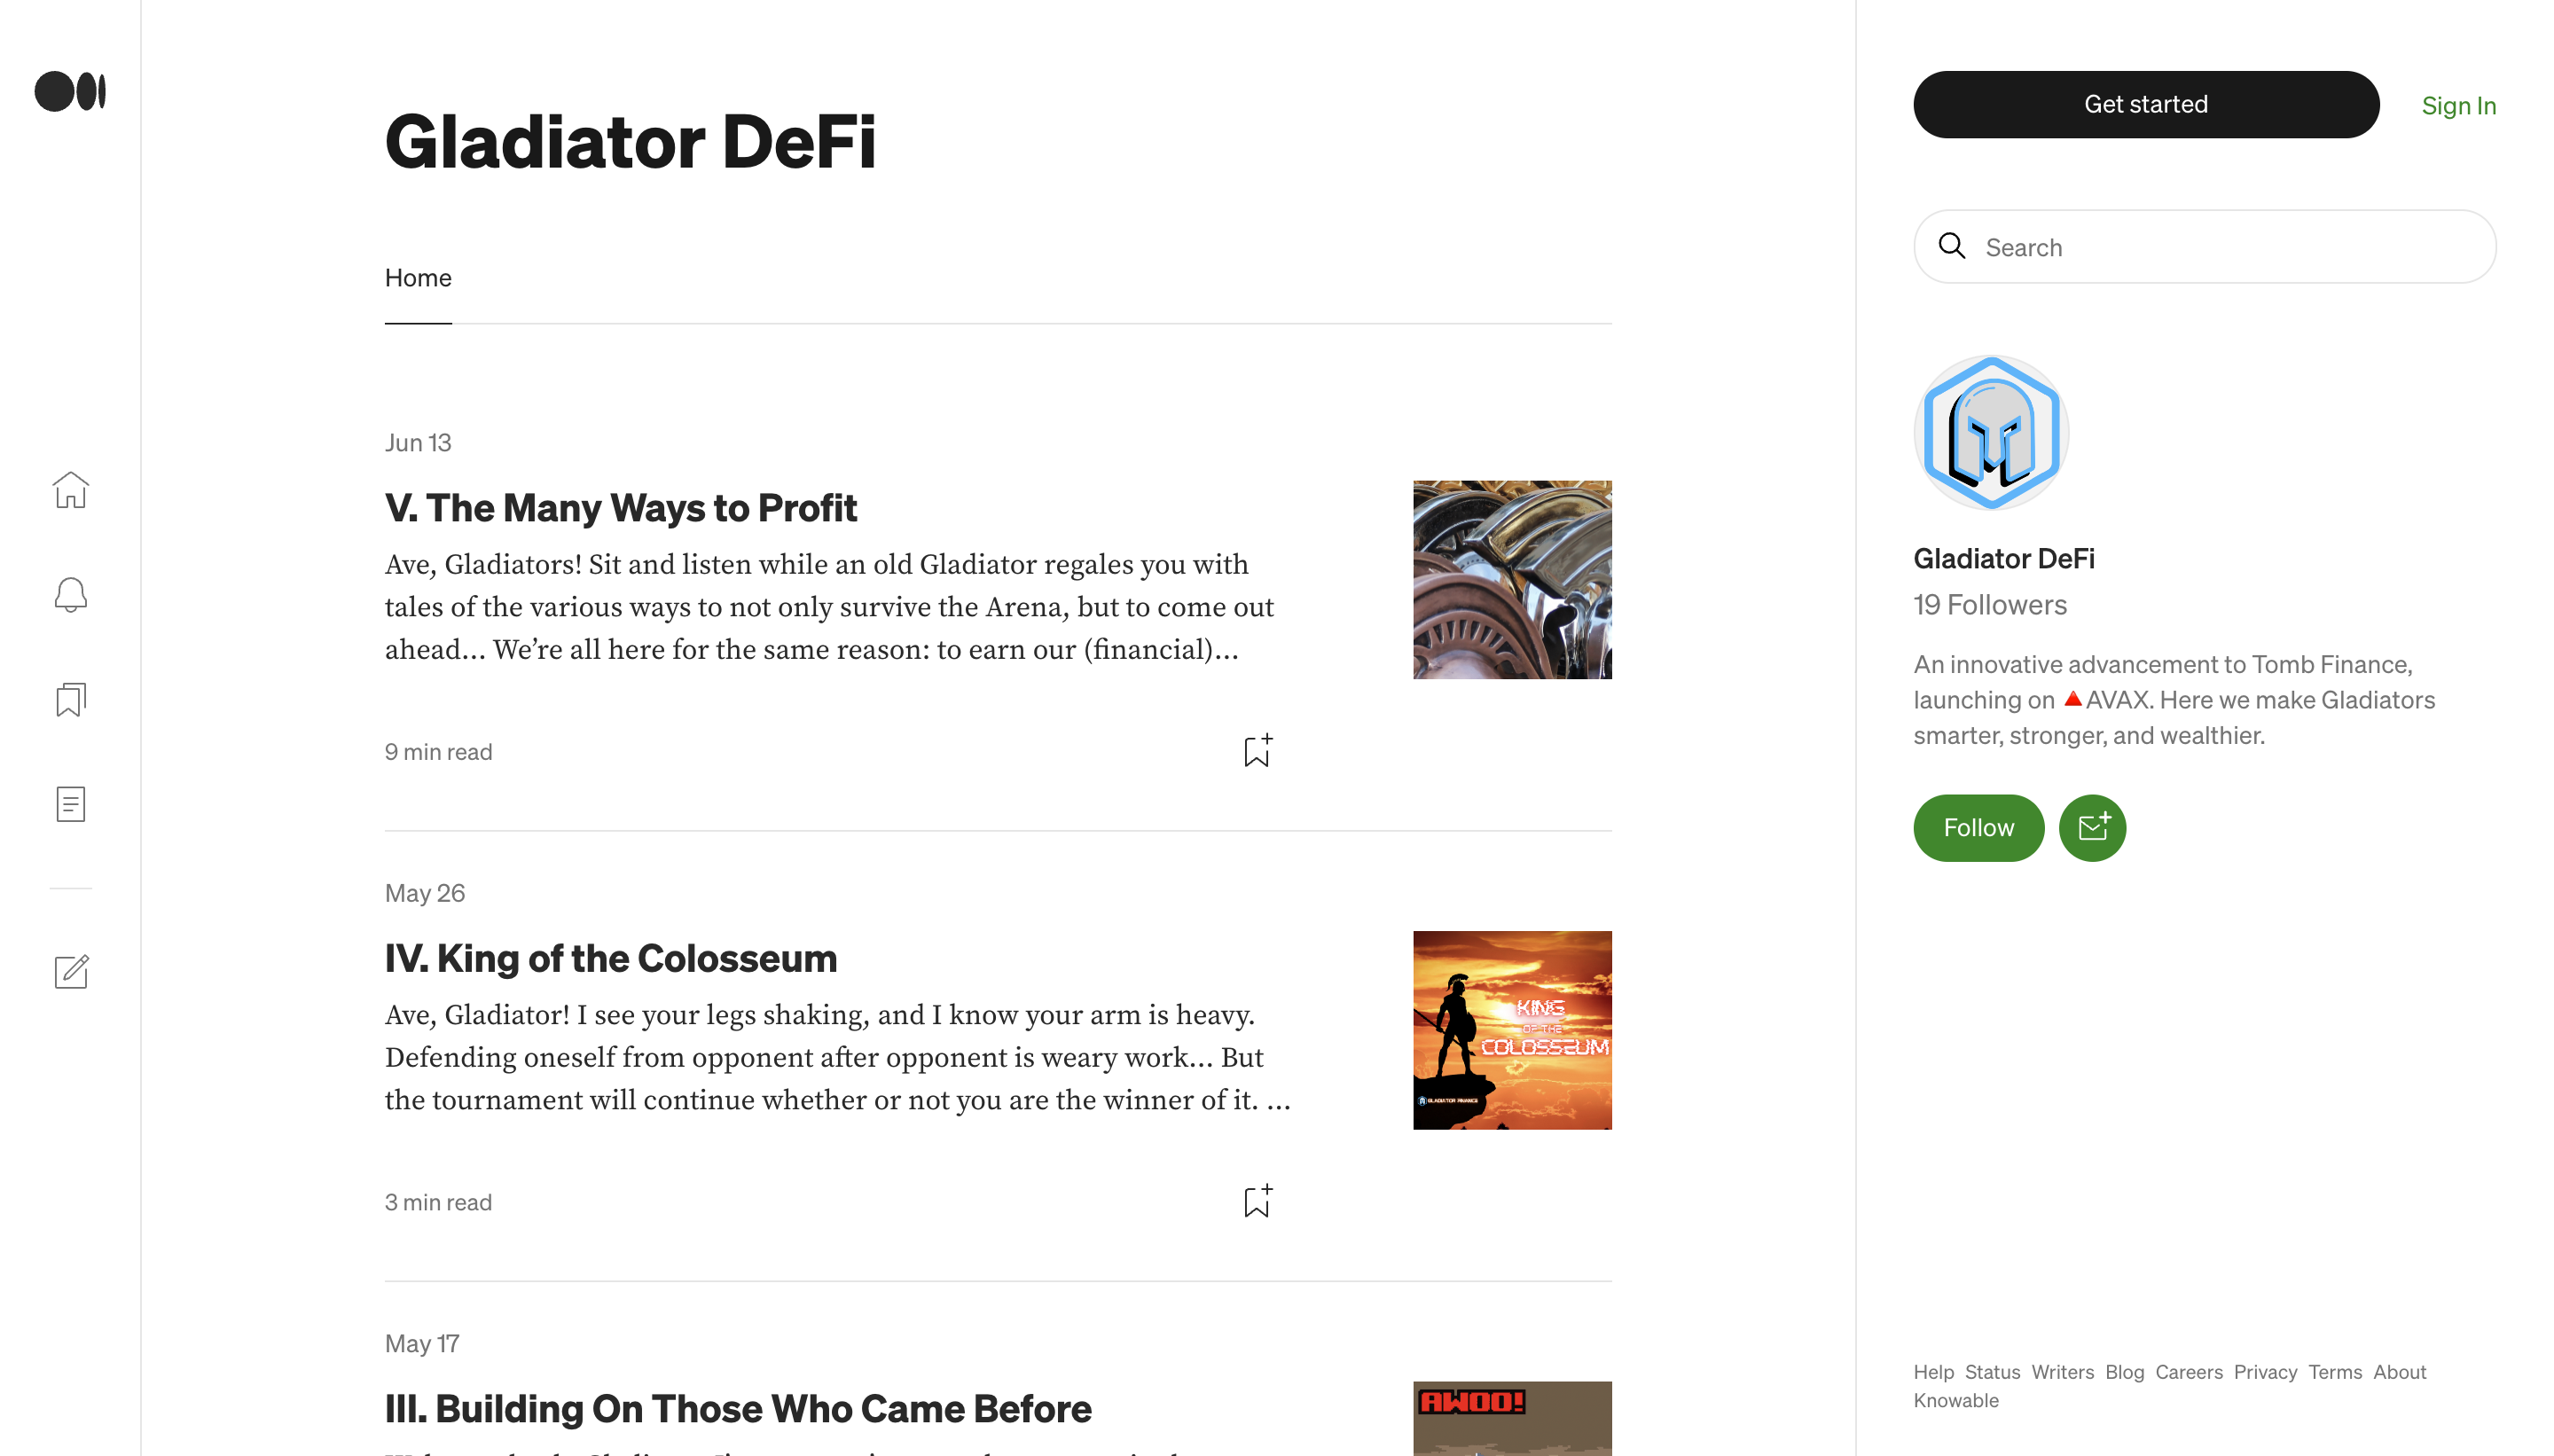 Gladiator DeFi
Home
Jun 13
V. The Many Ways to Profit
Ave, Gladiators! Sit and listen while an old Gladiator regales you with
tales of the various ways to not only survive the Arena, but to come out
ahead… We’re all here for the same reason: to earn our (financial)…
9 min read
May 26
IV. King of the Colosseum
Ave, Gladiator! I see your legs shaking, and I know your arm is heavy.
Defending oneself from opponent after opponent is weary work… But
the tournament will continue whether or not you are the winner of it. …
KING
OF THE
COLOSSEUM
GLADIATOR FINANCE
3 min read
May 17
III. Building On Those Who Came Before
AWOO!
Get started
Sign In
Search
Gladiator DeFi
19 Followers
An innovative advancement to Tomb Finance,
launching on 🔺AVAX. Here we make Gladiators
smarter, stronger, and wealthier.
Follow
Help Status Writers Blog Careers Privacy Terms About
Knowable